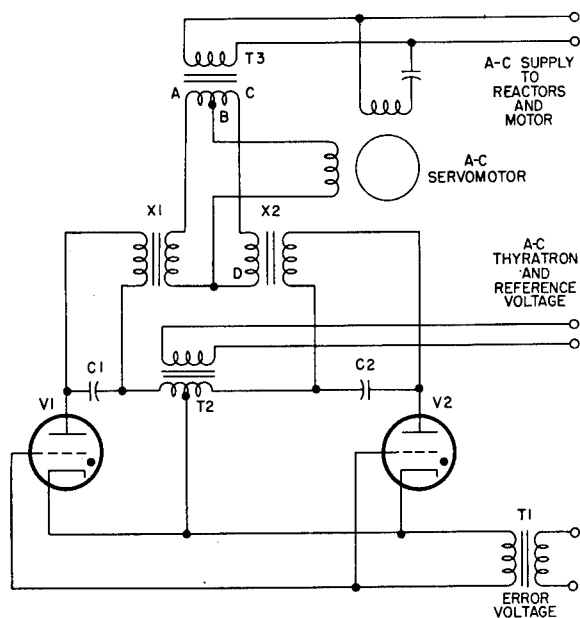 T3
A
C
B
A-C SUPPLY
TO
REACTORS
AND
MOTOR
A-C
SERVOMOTOR
X1
X2
D
A-C
THYRATRON
AND
REFERENCE
VOLTAGE
C1
C2
T2
V1
V2
T1
ERROR
VOLTAGE